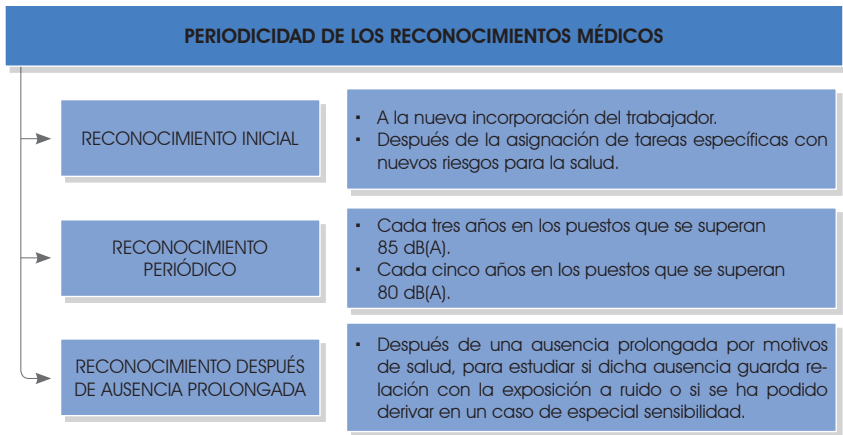 PERIODICIDAD DE LOS RECONOCIMIENTOS MÉDICOS
RECONOCIMIENTO INICIAL
▪ A la nueva incorporación del trabajador.
▪ Después de la asignación de tareas específicas con
nuevos riesgos para la salud.
RECONOCIMIENTO
PERIÓDICO
▪ Cada tres años en los puestos que se superan
85 dB(A).
▪ Cada cinco años en los puestos que se superan
80 dB(A).
RECONOCIMIENTO DESPUÉS
DE AUSENCIA PROLONGADA
▪ Después de una ausencia prolongada por motivos
de salud, para estudiar si dicha ausencia guarda re-
lación con la exposición a ruido o si se ha podido
derivar en un caso de especial sensibilidad.